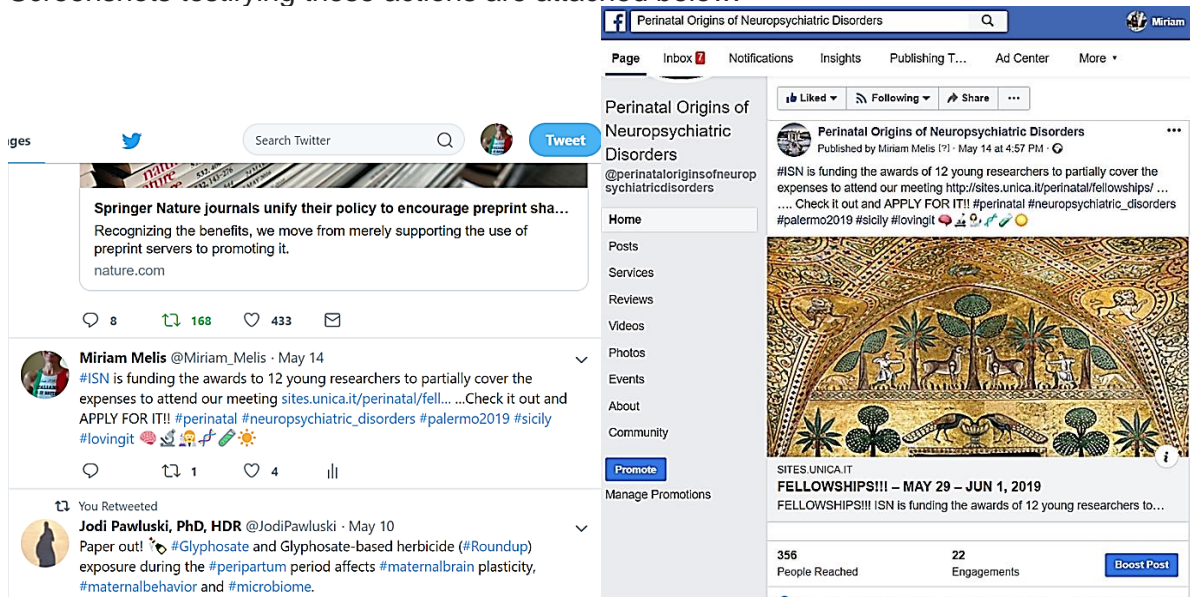 Screenshots testifying these actions are attached below.
ges
Search Twitter
Tweet
nature
Springer Nature journals unify their policy to encourage preprint sha...
Recognizing the benefits, we move from merely supporting the use of
preprint servers to promoting it.
nature.com
8 168 433
Miriam Melis @Miriam_Melis · May 14
#ISN is funding the awards to 12 young researchers to partially cover the
expenses to attend our meeting sites.unica.it/perinatal/fell... ...Check it out and
APPLY FOR IT!! #perinatal #neuropsychiatric_disorders #palermo2019 #sicily
#lovingit
1 4
You Retweeted
Jodi Pawluski, PhD, HDR @JodiPawluski · May 10
Paper out! #Glyphosate and Glyphosate-based herbicide (#Roundup)
exposure during the #peripartum period affects #maternalbrain plasticity,
#maternalbehavior and #microbiome.
Perinatal Origins of Neuropsychiatric Disorders
Miriam
Page Inbox 7 Notifications Insights Publishing T... Ad Center More
Perinatal Origins of
Neuropsychiatric
Disorders
@perinataloriginsofneurop
sychiatricdisorders
Home
Posts
Services
Reviews
Videos
Photos
Events
About
Community
Promote
Manage Promotions
Liked Following Share ...
Perinatal Origins of Neuropsychiatric Disorders
Published by Miriam Melis [?] · May 14 at 4:57 PM ·
#ISN is funding the awards of 12 young researchers to partially cover the
expenses to attend our meeting http://sites.unica.it/perinatal/fellowships/ ...
.... Check it out and APPLY FOR IT!! #perinatal #neuropsychiatric_disorders
#palermo2019 #sicily #lovingit
SITES.UNICA.IT
FELLOWSHIPS!!! – MAY 29 – JUN 1, 2019
FELLOWSHIPS!!! ISN is funding the awards of 12 young researchers to...
356 22
People Reached Engagements
Boost Post